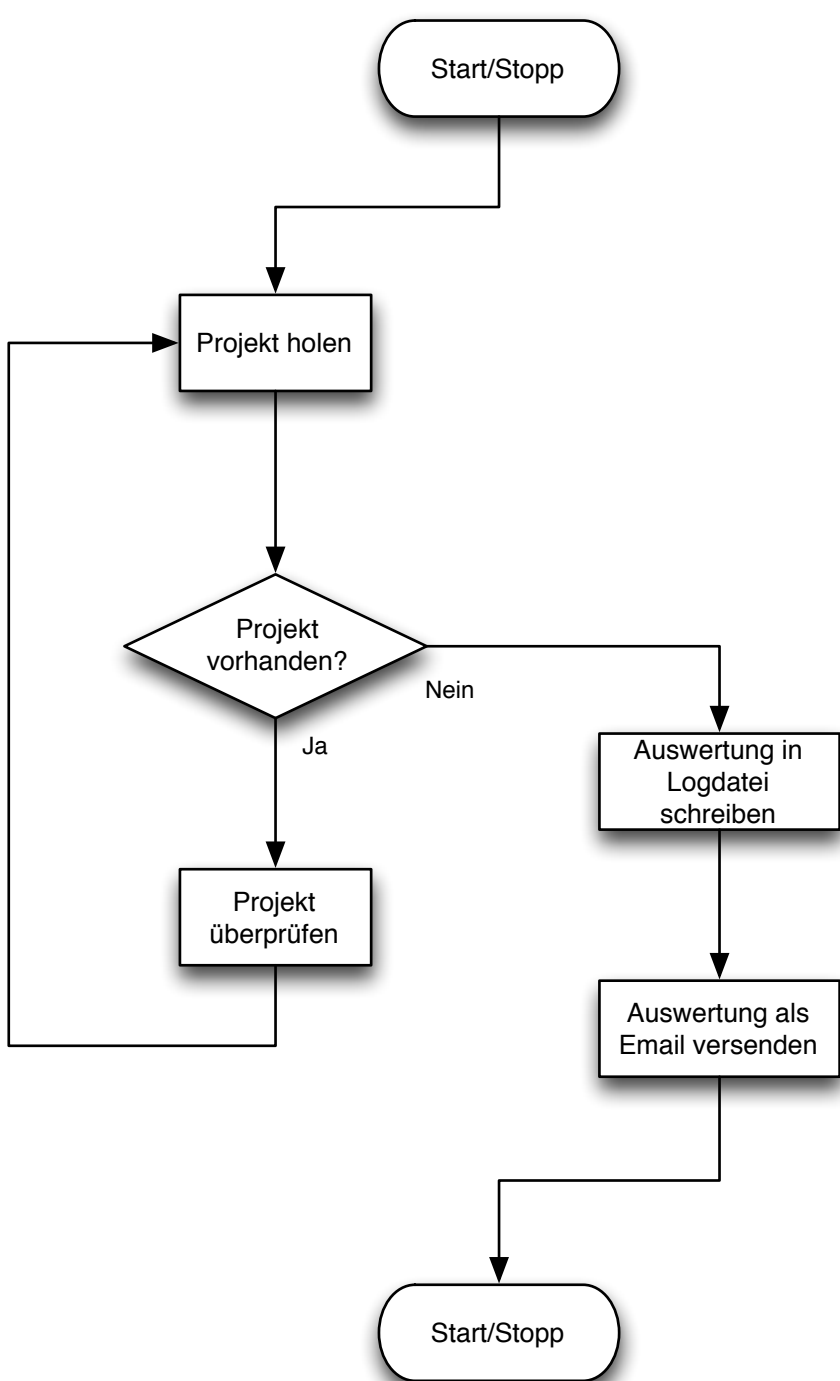 Start/Stopp
Projekt holen
Projekt
vorhanden?
Nein
Ja
Auswertung in
Logdatei
schreiben
Projekt
überprüfen
Auswertung als
Email versenden
Start/Stopp